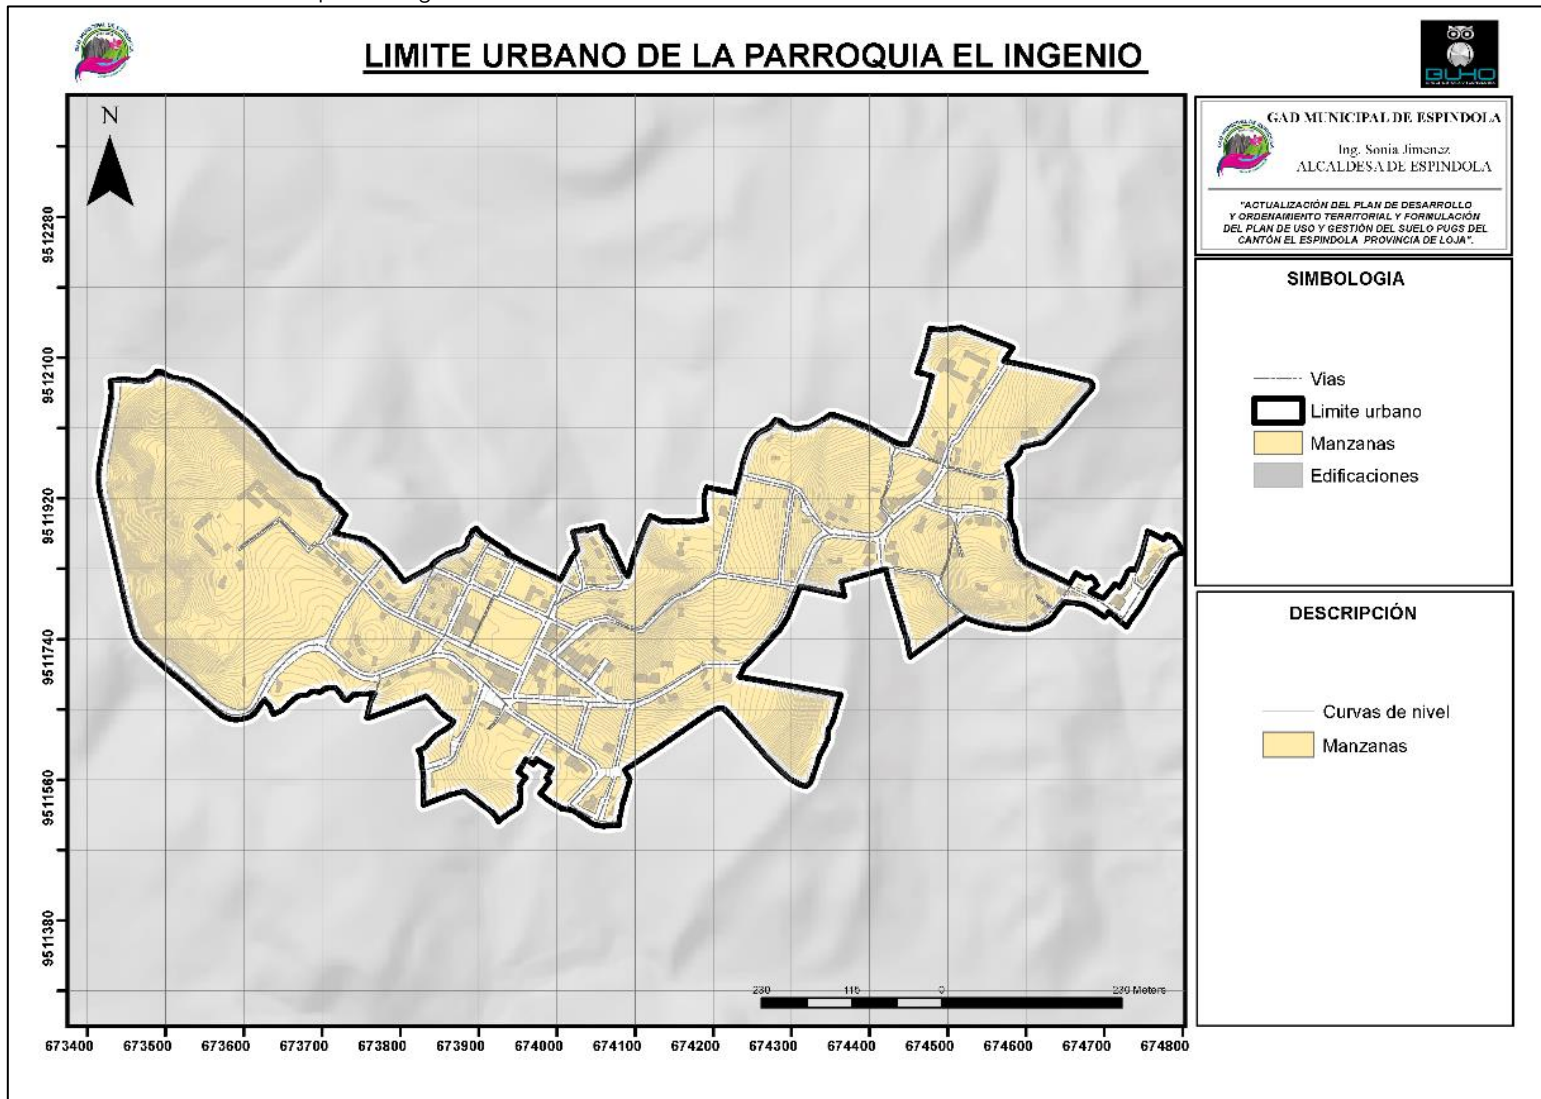 LIMITE URBANO DE LA PARROQUIA EL INGENIO
BUHO
N
GAD MUNICIPAL DE ESPINDOLA
Ing. Sonia Jimenez
ALCALDESA DE ESPINDOLA
"ACTUALIZACIÓN DEL PLAN DE DESARROLLO
Y ORDENAMIENTO TERRITORIAL Y FORMULACIÓN
DEL PLAN DE USO Y GESTIÓN DEL SUELO PUGS DEL
CANTÓN EL ESPINDOLA PROVINCIA DE LOJA".
SIMBOLOGIA
Vias
Limite urbano
Manzanas
Edificaciones
DESCRIPCIÓN
Curvas de nivel
Manzanas
9512280
9512100
9511920
9511740
9511560
9511380
230 115 0 230 Meters
673400 673500 673600 673700 673800 673900 674000 674100 674200 674300 674400 674500 674600 674700 674800